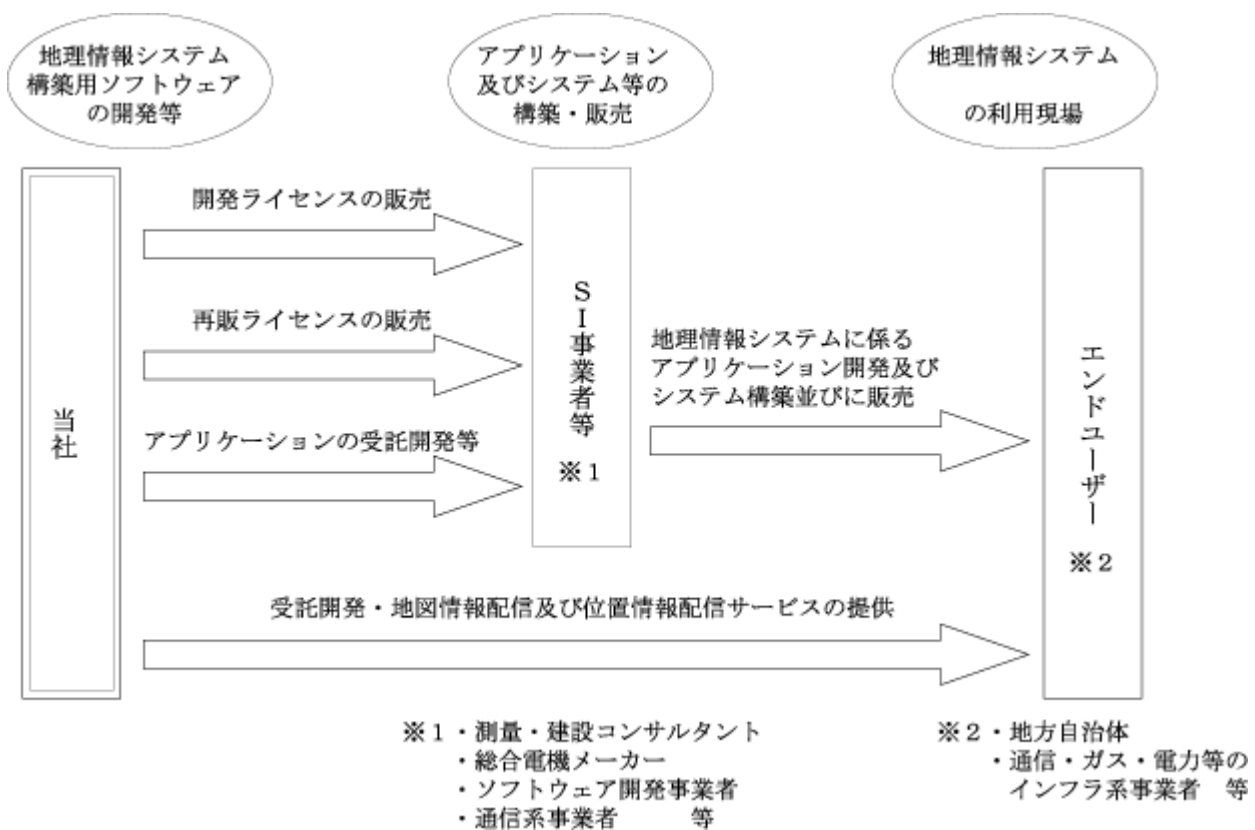 地理情報システム
構築用ソフトウェア
の開発等
アプリケーション
及びシステム等の
構築・販売
地理情報システム
の利用現場
当社
開発ライセンスの販売
再販ライセンスの販売
アプリケーションの受託開発等
SI事業者等 ※1
地理情報システムに係る
アプリケーション開発及び
システム構築並びに販売
エンドユーザー ※2
受託開発・地図情報配信及び位置情報配信サービスの提供
※1・測量・建設コンサルタント
・総合電機メーカー
・ソフトウェア開発事業者
・通信系事業者 等
※2・地方自治体
・通信・ガス・電力等の
インフラ系事業者 等